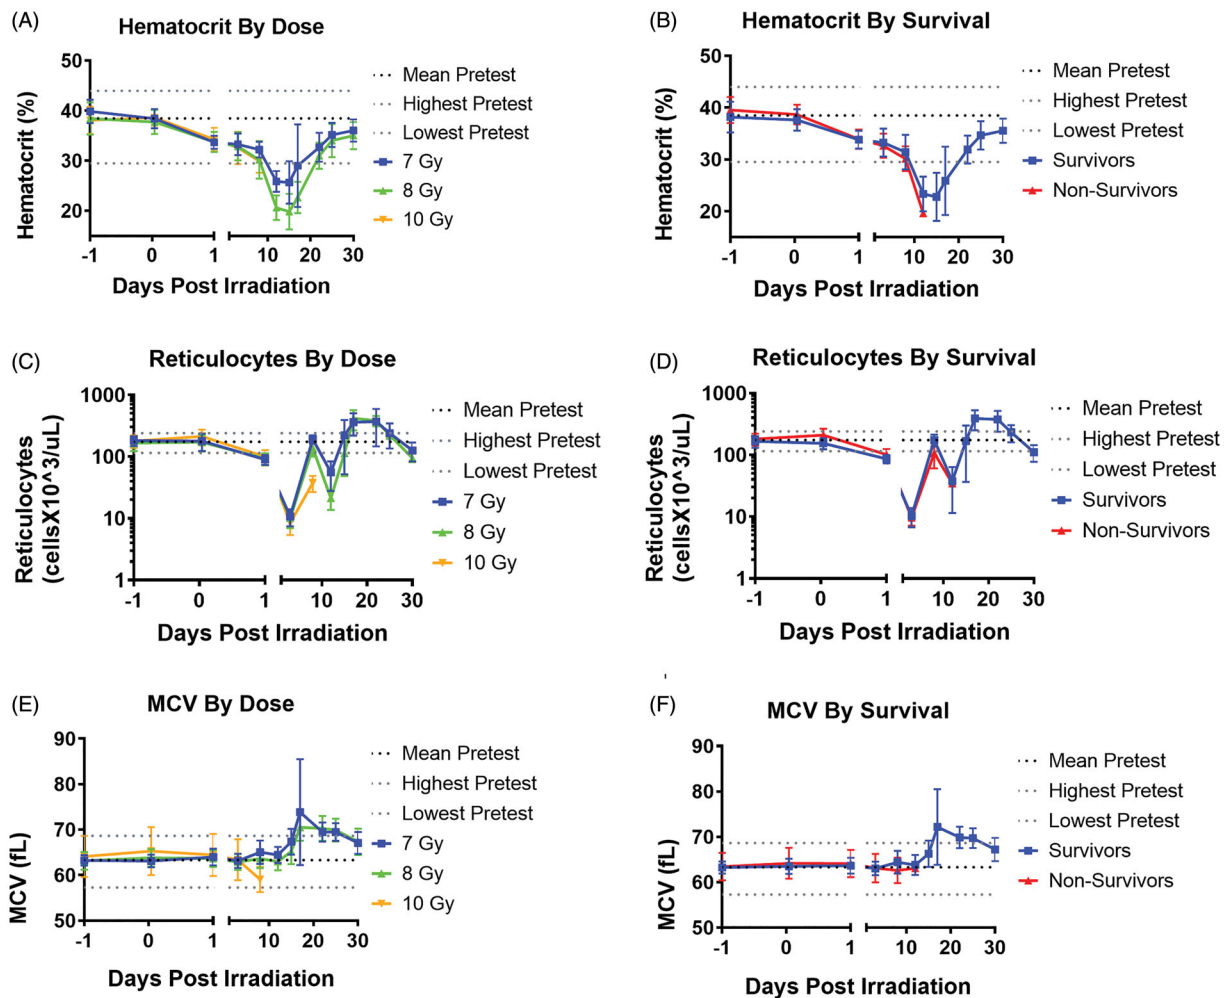 (A)
Hematocrit By Dose
Hematocrit (%)
50
40
30
20
-1
0
1
10
20
30
Days Post Irradiation
Mean Pretest
Highest Pretest
Lowest Pretest
7 Gy
8 Gy
10 Gy
(B)
Hematocrit By Survival
Hematocrit (%)
50
40
30
20
-1
0
1
10
20
30
Days Post Irradiation
Mean Pretest
Highest Pretest
Lowest Pretest
Survivors
Non-Survivors
(C)
Reticulocytes By Dose
Reticulocytes
(cellsX10^3/uL)
1000
100
10
1
-1
0
1
10
20
30
Days Post Irradiation
Mean Pretest
Highest Pretest
Lowest Pretest
7 Gy
8 Gy
10 Gy
(D)
Reticulocytes By Survival
Reticulocytes
(cellsX10^3/uL)
1000
100
10
1
-1
0
1
10
20
30
Days Post Irradiation
Mean Pretest
Highest Pretest
Lowest Pretest
Survivors
Non-Survivors
(E)
MCV By Dose
MCV (fL)
90
80
70
60
50
-1
0
1
10
20
30
Days Post Irradiation
Mean Pretest
Highest Pretest
Lowest Pretest
7 Gy
8 Gy
10 Gy
(F)
MCV By Survival
MCV (fL)
90
80
70
60
50
-1
0
1
10
20
30
Days Post Irradiation
Mean Pretest
Highest Pretest
Lowest Pretest
Survivors
Non-Survivors